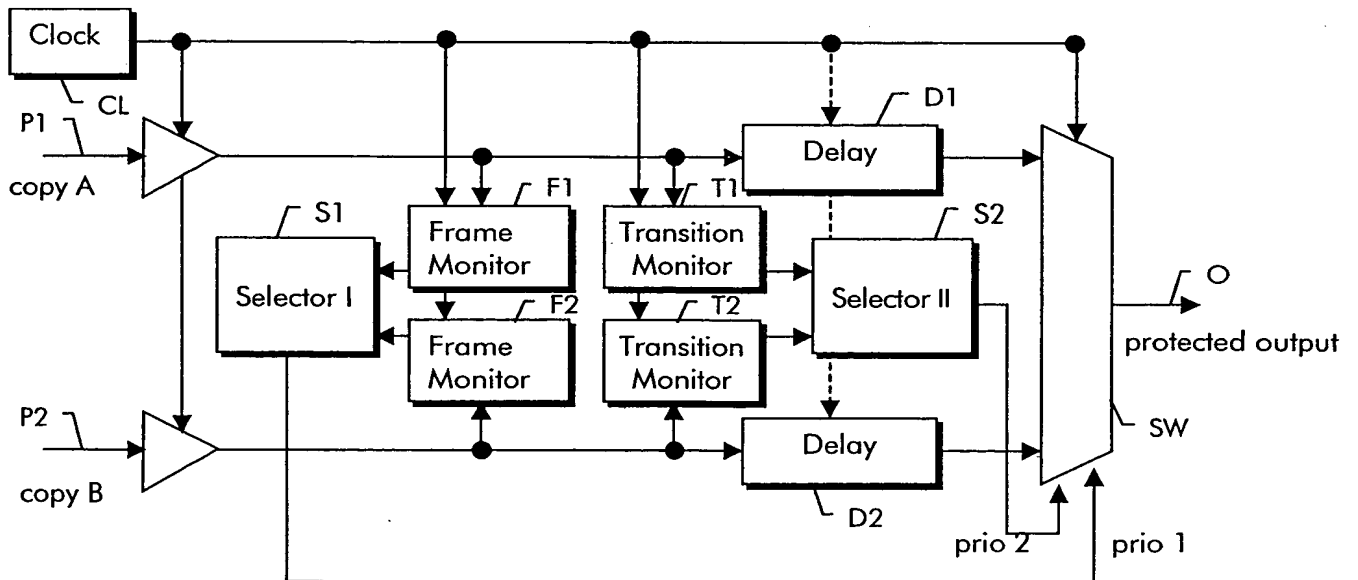 Clock
CL
P1
copy A
D1
Delay
F1
T1
S1
S2
Frame
Monitor
Transition
Monitor
Selector I
Selector II
O
protected output
F2
T2
Frame
Monitor
Transition
Monitor
P2
copy B
Delay
SW
D2
prio 2
prio 1